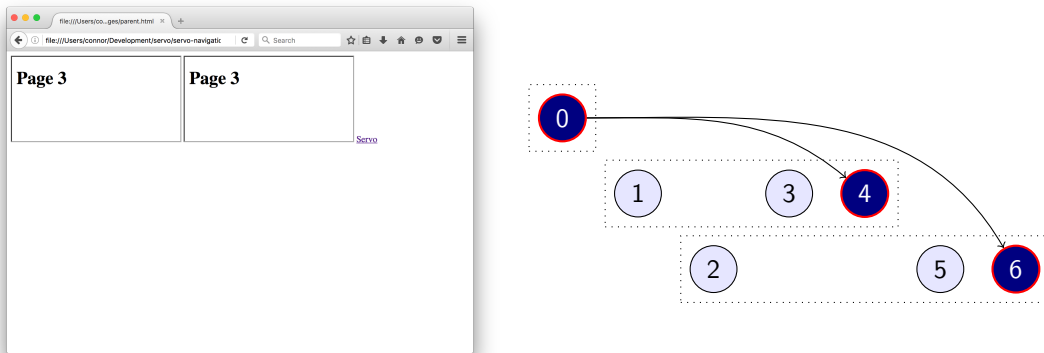 file:///Users/co...ges/parent.html
file:///Users/connor/Development/servo/servo-navigatic
Search
Page 3
Page 3
Servo
0
1
3
4
2
5
6